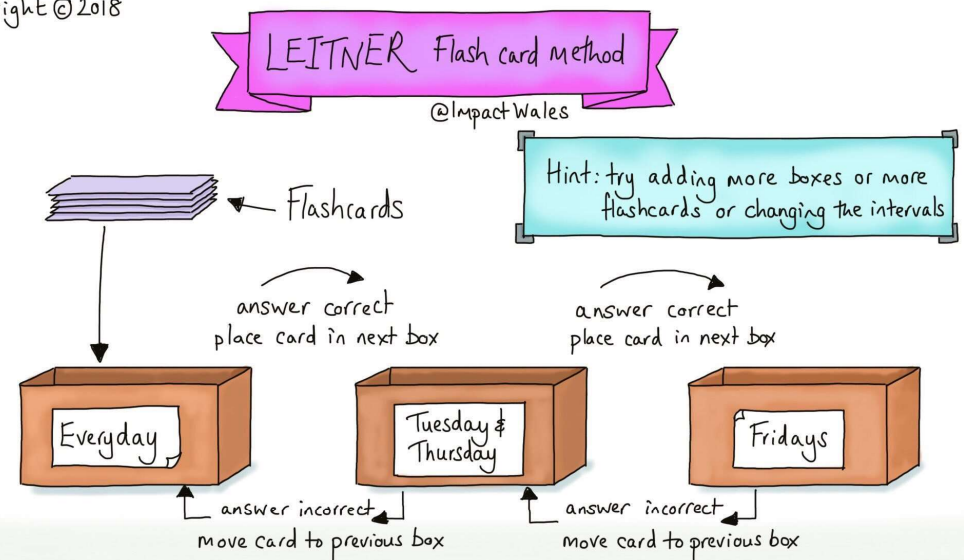 ©2018
LEITNER Flash card method
@ImpactWales
Hint: try adding more boxes or more
flashcards or changing the intervals
Flashcards
answer correct
place card in next box
answer correct
place card in next box
Everyday
Tuesday &
Thursday
Fridays
answer incorrect
move card to previous box
answer incorrect
move card to previous box